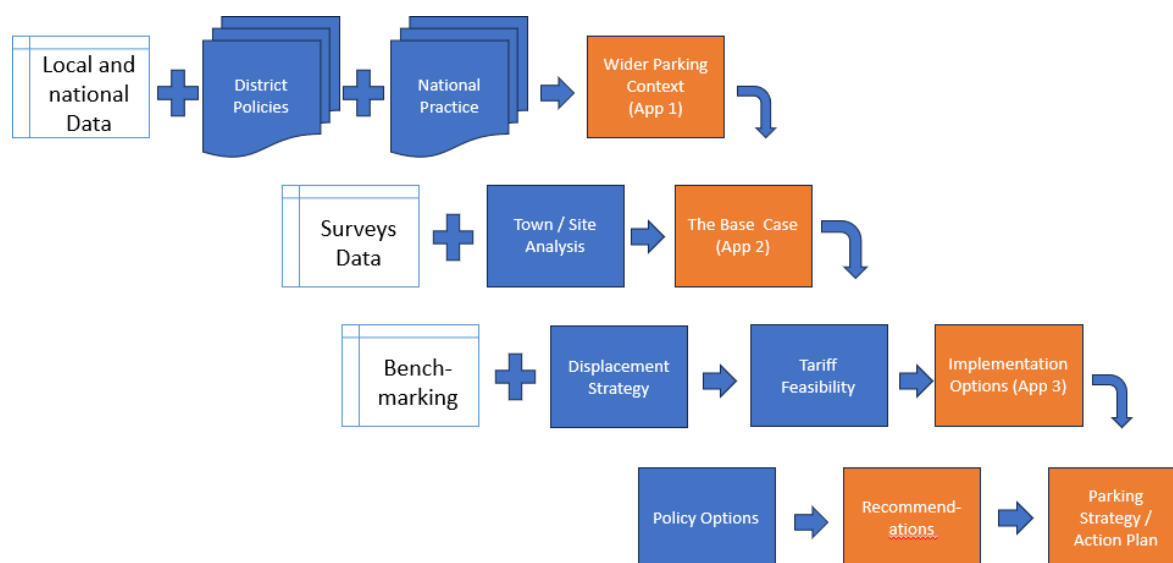 Local and
national
Data
District
Policies
National
Practice
Wider Parking
Context
(App 1)
Surveys
Data
Town / Site
Analysis
The Base  Case
(App 2)
Bench-
marking
Displacement
Strategy
Tariff
Feasibility
Implementation
Options (App 3)
Policy Options
Recommend-
ations
Parking
Strategy /
Action Plan